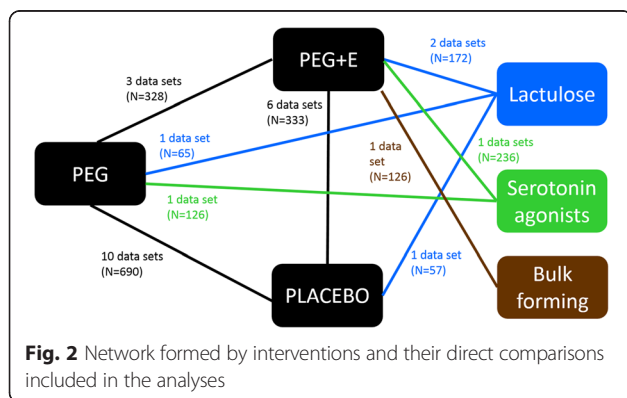 3 data sets
(N=328)
PEG+E
2 data sets
(N=172)
Lactulose
6 data sets
(N=333)
1 data set
(N=65)
PEG
1 data
set
(N=126)
1 data sets
(N=236)
1 data set
(N=126)
Serotonin
agonists
10 data sets
(N=690)
PLACEBO
1 data set
(N=57)
Bulk
forming
Fig. 2 Network formed by interventions and their direct comparisons
included in the analyses